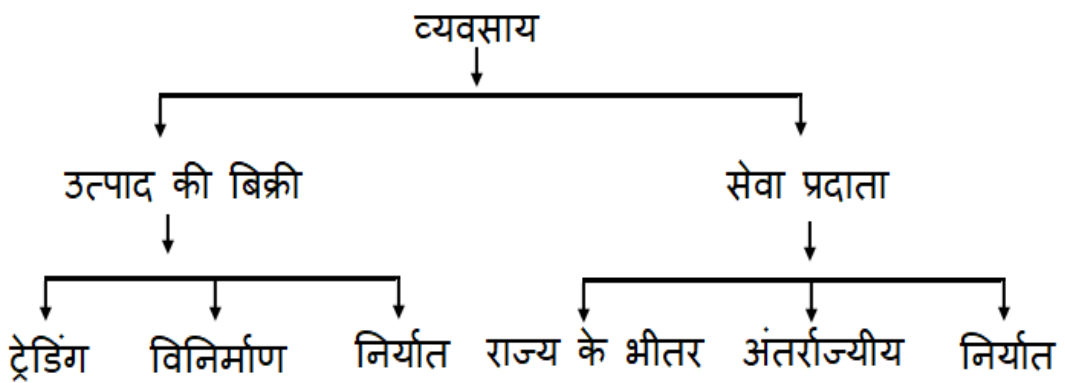 व्यवसाय
उत्पाद की बिक्री सेवा प्रदाता
ट्रेडिंग विनिर्माण निर्यात राज्य के भीतर अंतर्राज्यीय निर्यात